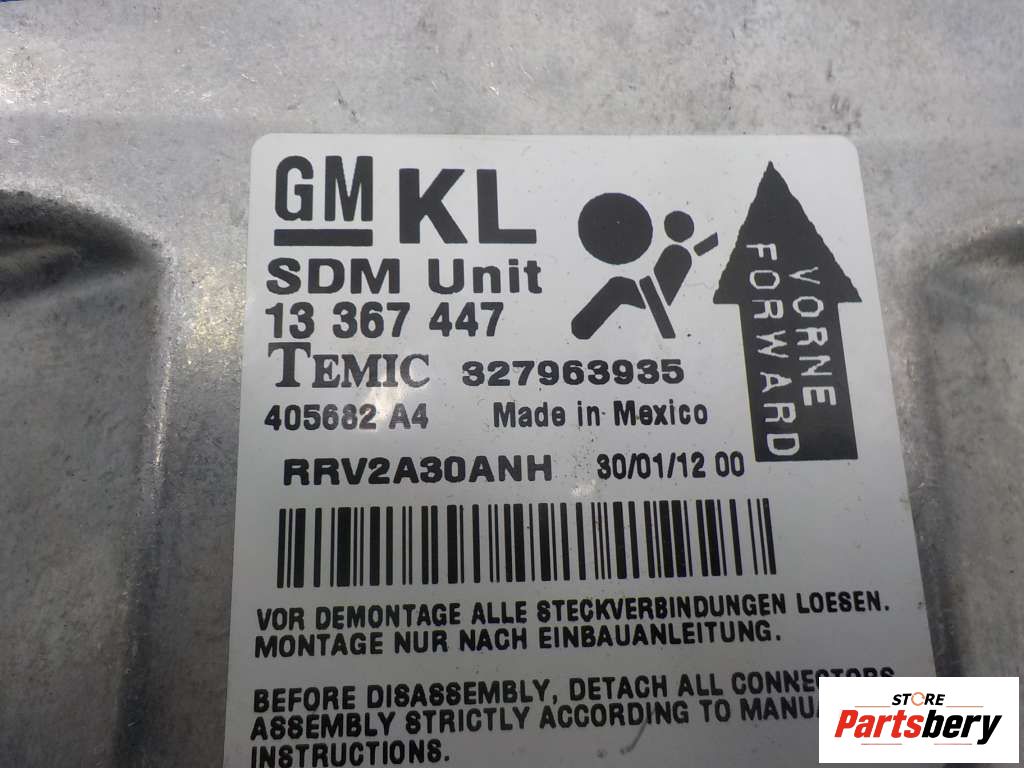 GM KL
SDM Unit
13 367 447
TEMIC 327963935
405682 A4 Made in Mexico
RRV2A30ANH 30/01/12 00
VORNE
FORWARD
VOR DEMONTAGE ALLE STECKVERBINDUNGEN LOESEN.
MONTAGE NUR NACH EINBAUANLEITUNG.
BEFORE DISASSEMBLY, DETACH ALL CONNECTORS.
ASSEMBLY STRICTLY ACCORDING TO MANUA
INSTRUCTIONS.
STORE
Partsbery